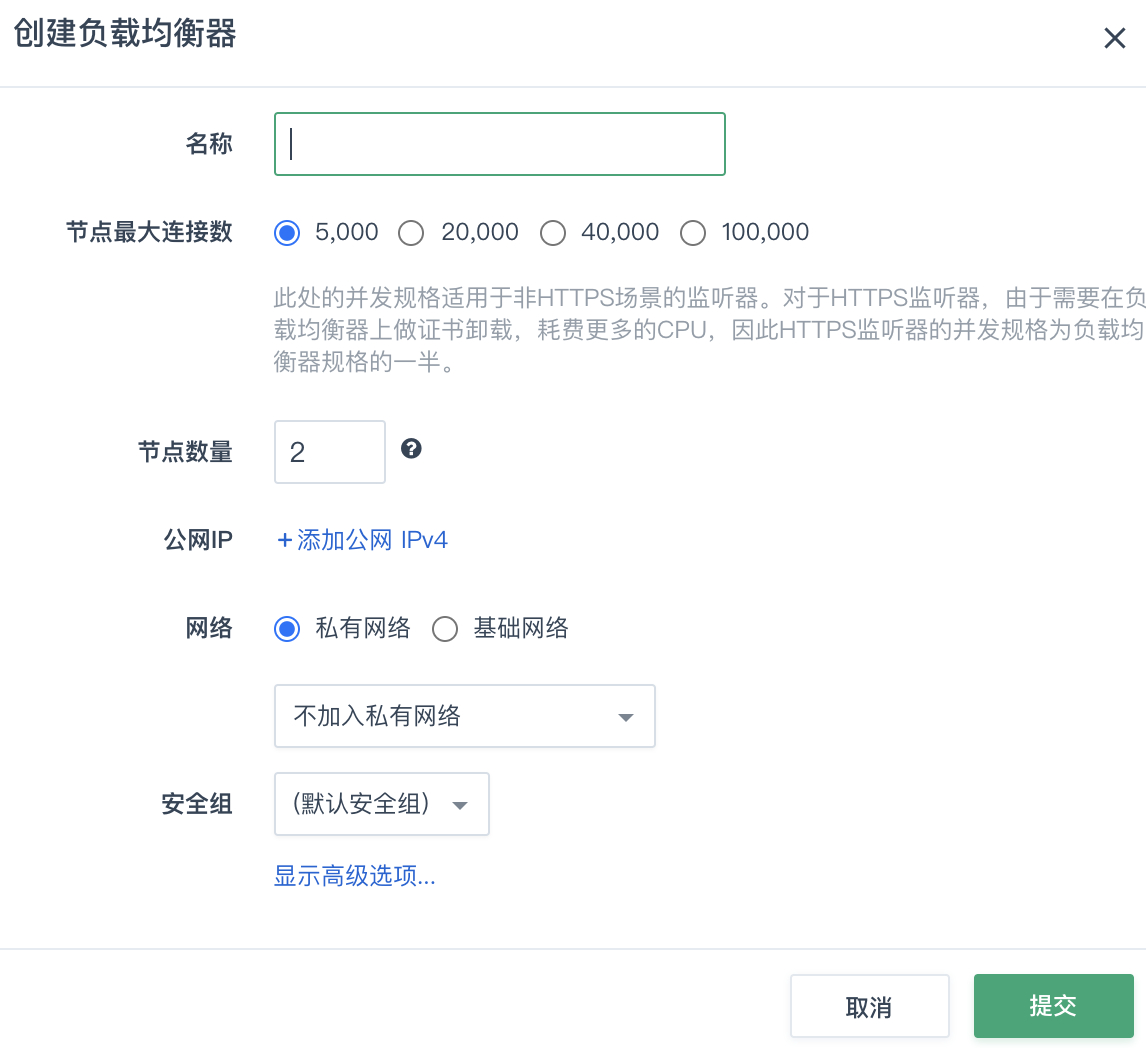 创建负载均衡器
名称
节点最大连接数 5,000 20,000 40,000 100,000
此处的并发规格适用于非HTTPS场景的监听器。对于HTTPS监听器，由于需要在负
载均衡器上做证书卸载，耗费更多的CPU，因此HTTPS监听器的并发规格为负载均
衡器规格的一半。
节点数量 2 ?
公网IP +添加公网 IPv4
网络 私有网络 基础网络
不加入私有网络
安全组 (默认安全组)
显示高级选项...
取消 提交